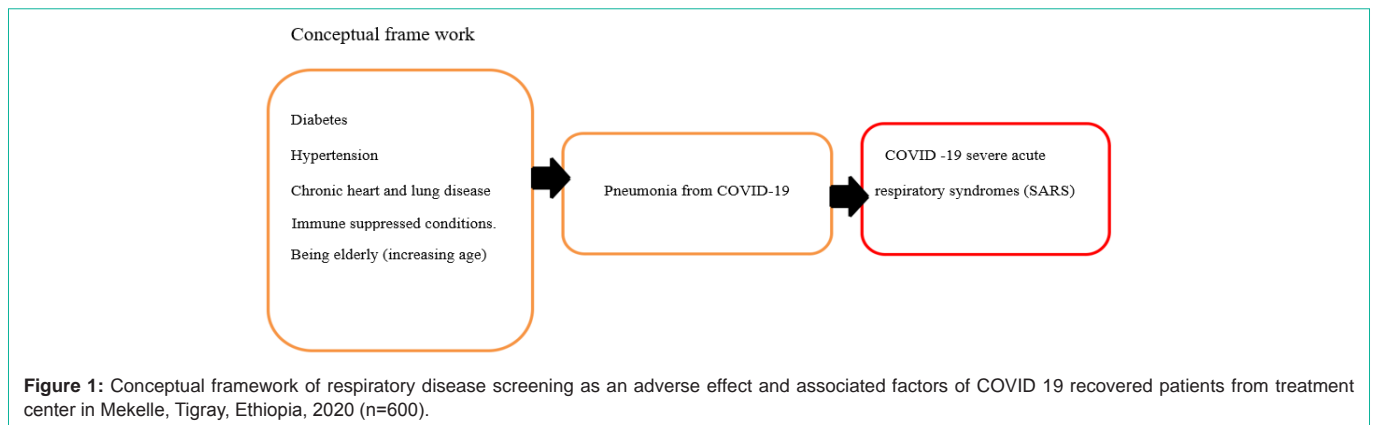 Conceptual frame work
Diabetes
Hypertension
Chronic heart and lung disease
Immune suppressed conditions.
Being elderly (increasing age)
Pneumonia from COVID-19
COVID -19 severe acute
respiratory syndromes (SARS)
Figure 1: Conceptual framework of respiratory disease screening as an adverse effect and associated factors of COVID 19 recovered patients from treatment
center in Mekelle, Tigray, Ethiopia, 2020 (n=600).